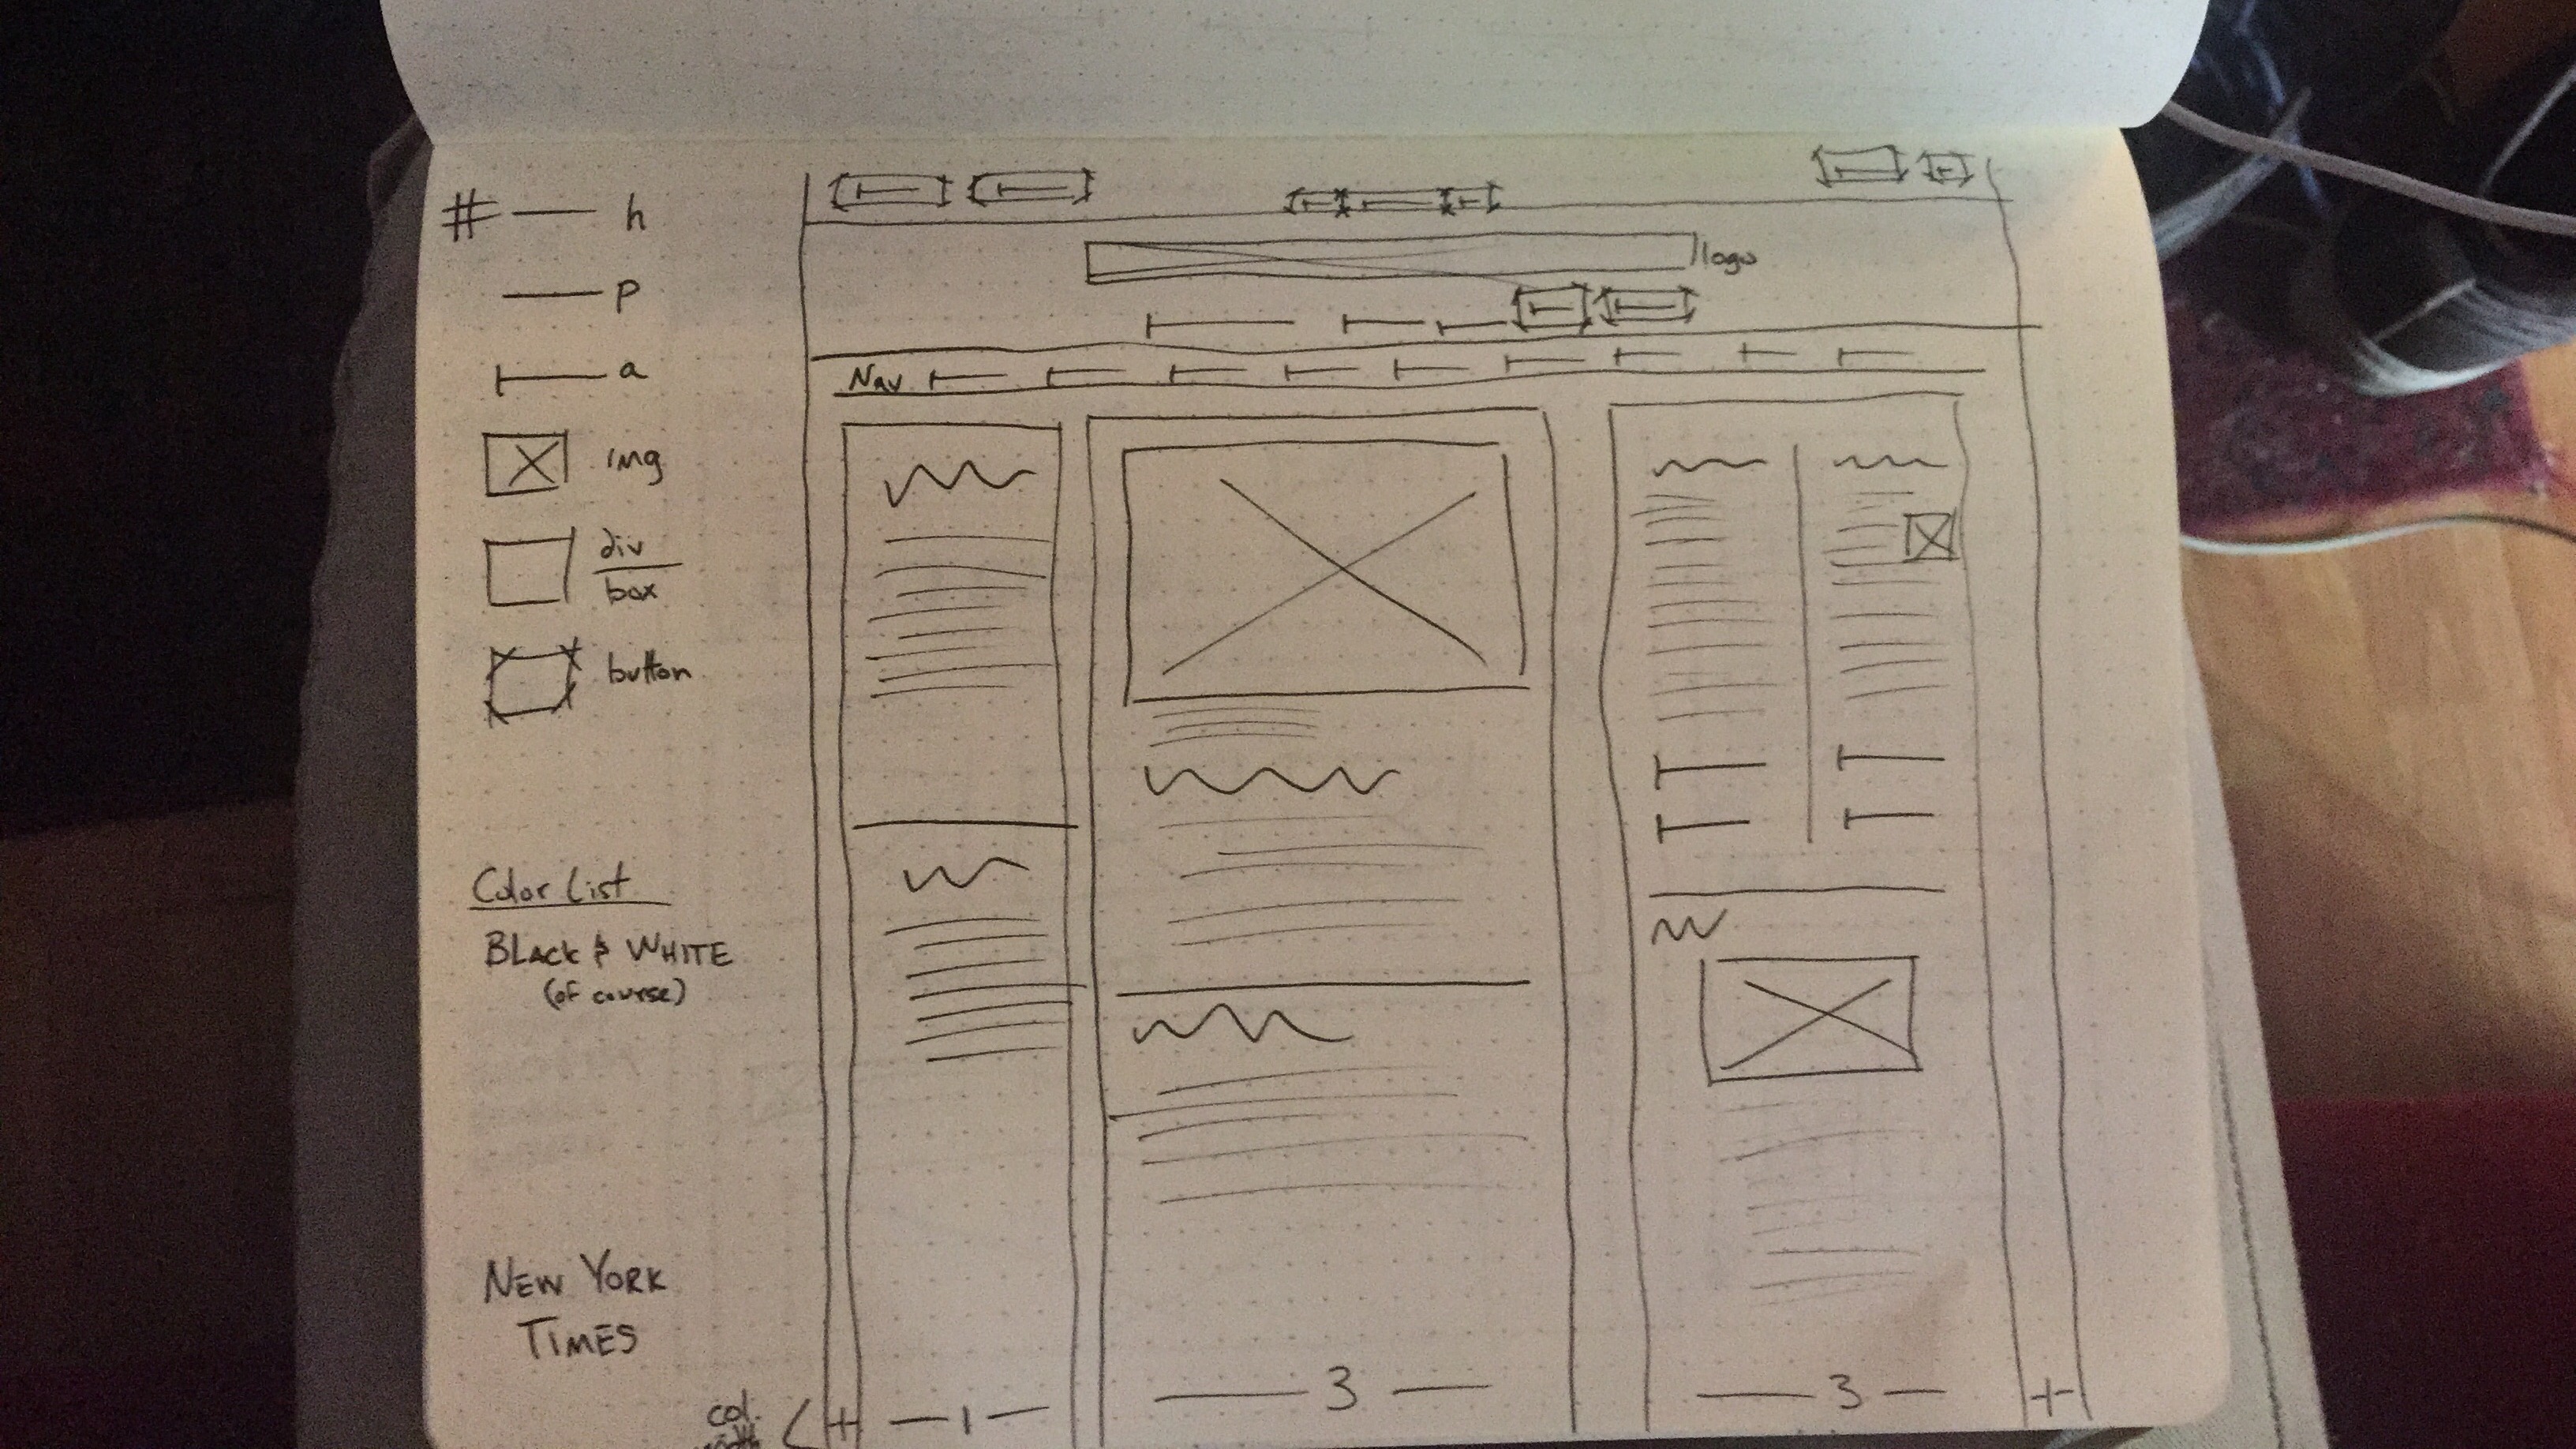 # h
p
a
img
div
box
button
Color List
BLACK & WHITE
(of course)
NEW YORK
TIMES
col.
width
logo
Nav
1
3
3